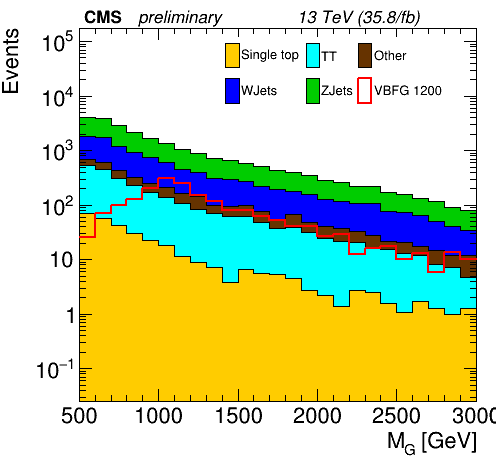 CMS preliminary 13 TeV (35.8/fb)
Events
Single top TT Other
WJets ZJets VBFG 1200
10^5
10^4
10^3
10^2
10
1
10^−1
500 1000 1500 2000 2500 3000
M_G [GeV]